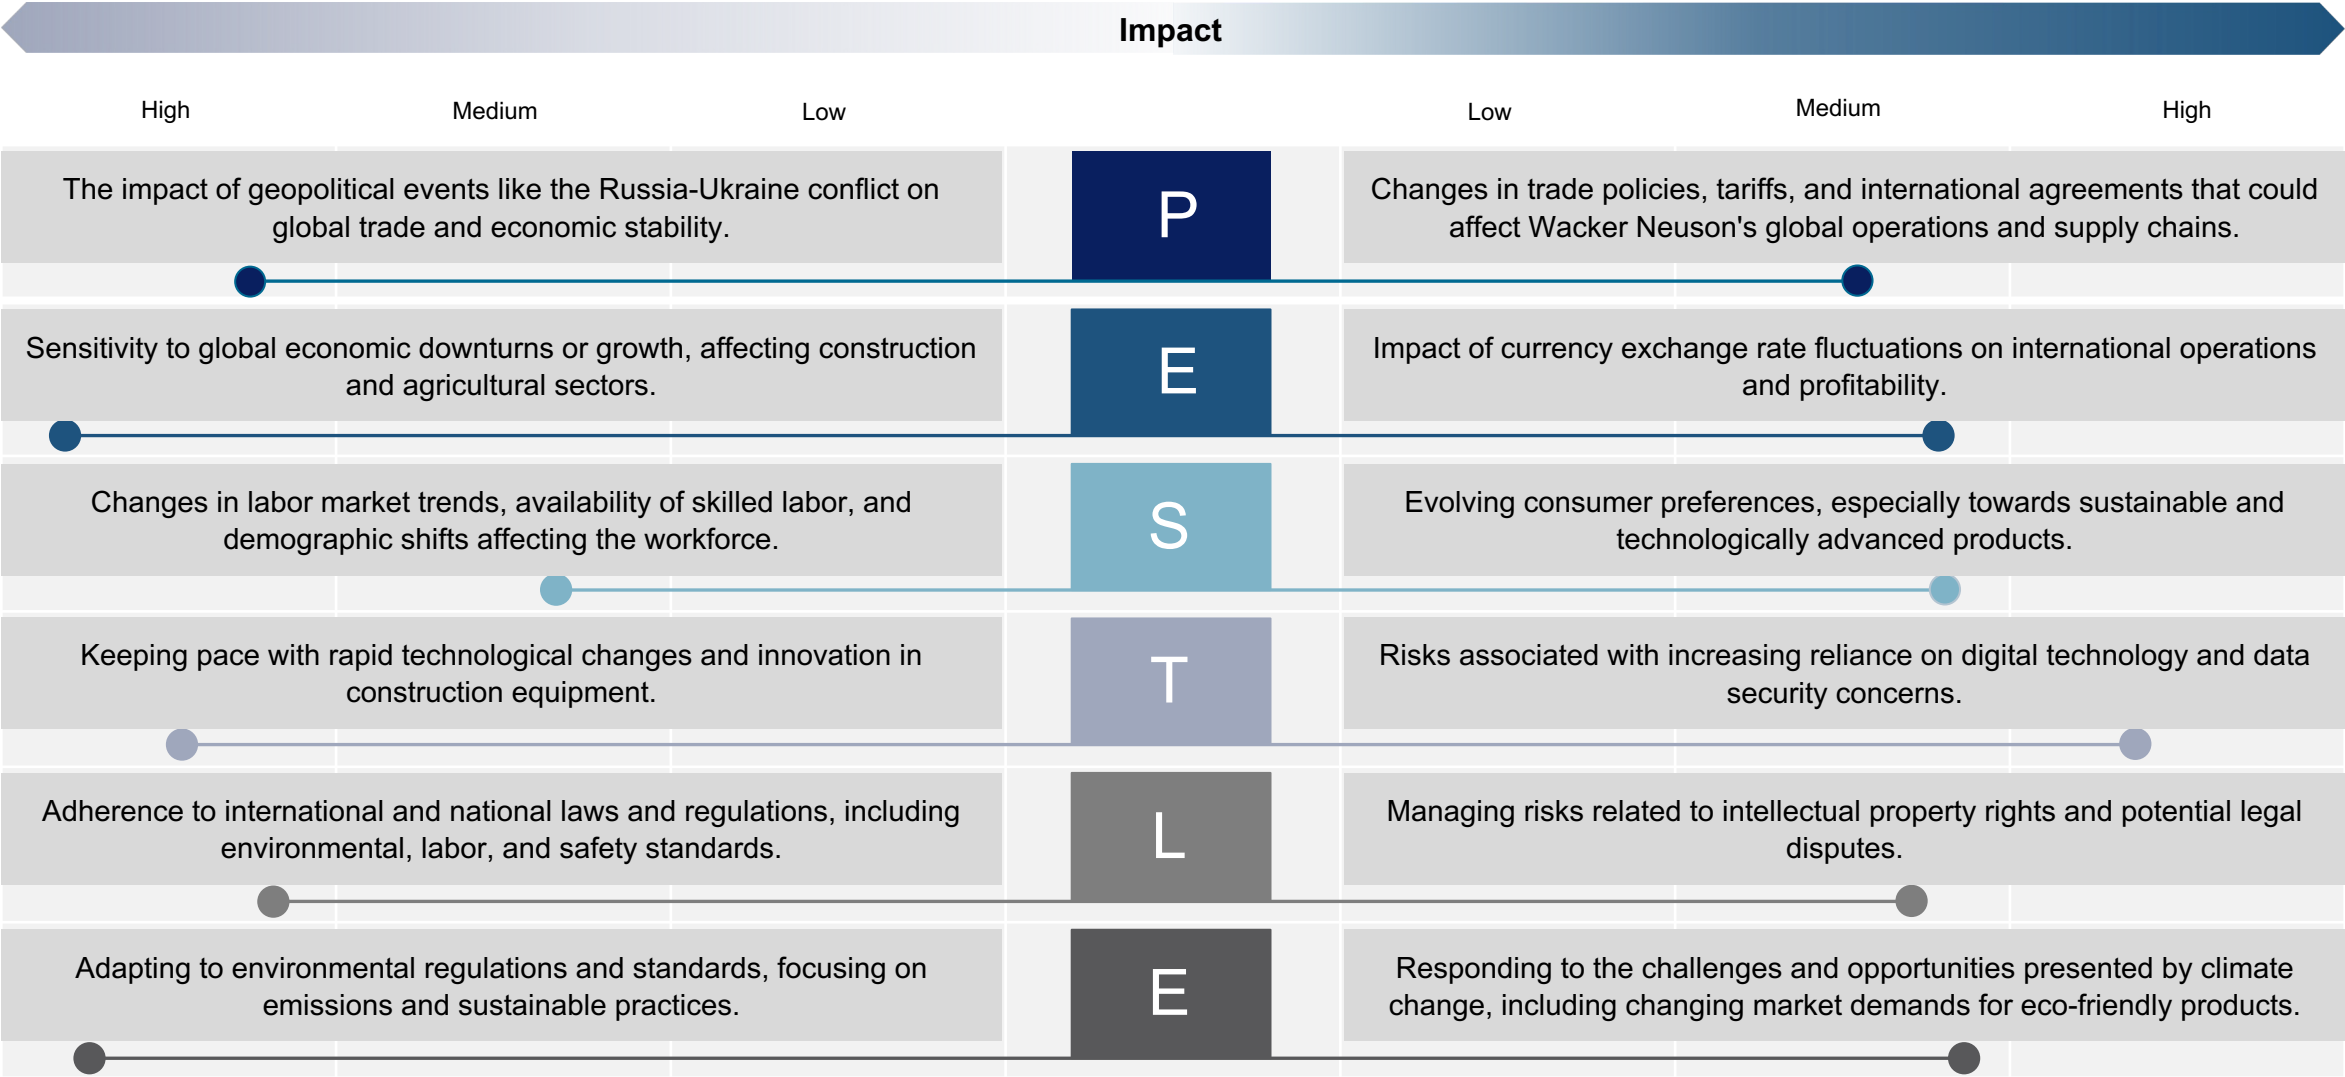 Impact
High
Medium
Low
Low
Medium
High
The impact of geopolitical events like the Russia-Ukraine conflict on
global trade and economic stability.
P
Changes in trade policies, tariffs, and international agreements that could
affect Wacker Neuson's global operations and supply chains.
Sensitivity to global economic downturns or growth, affecting construction
and agricultural sectors.
E
Impact of currency exchange rate fluctuations on international operations
and profitability.
Changes in labor market trends, availability of skilled labor, and
demographic shifts affecting the workforce.
S
Evolving consumer preferences, especially towards sustainable and
technologically advanced products.
Keeping pace with rapid technological changes and innovation in
construction equipment.
T
Risks associated with increasing reliance on digital technology and data
security concerns.
Adherence to international and national laws and regulations, including
environmental, labor, and safety standards.
L
Managing risks related to intellectual property rights and potential legal
disputes.
Adapting to environmental regulations and standards, focusing on
emissions and sustainable practices.
E
Responding to the challenges and opportunities presented by climate
change, including changing market demands for eco-friendly products.